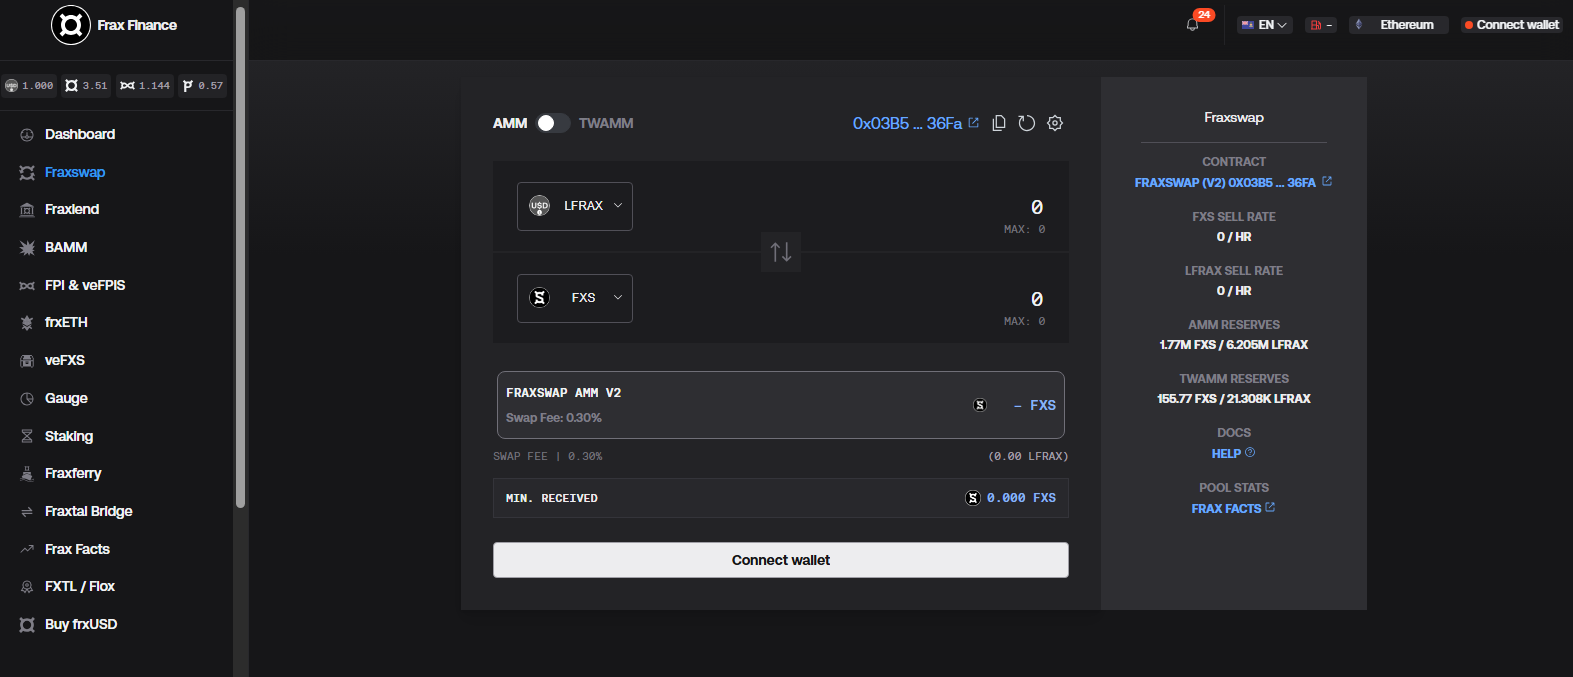 Frax Finance
24
EN
–
Ethereum
Connect wallet
1.000
3.51
1.144
0.57
Dashboard
Fraxswap
Fraxlend
BAMM
FPI & veFPIS
frxETH
veFXS
Gauge
Staking
Fraxferry
Fraxtal Bridge
Frax Facts
FXTL / Flox
Buy frxUSD
AMM
TWAMM
0x03B5 ... 36Fa
USD
LFRAX
0
MAX: 0
FXS
0
MAX: 0
FRAXSWAP AMM V2
Swap Fee: 0.30%
– FXS
SWAP FEE | 0.30%
(0.00 LFRAX)
MIN. RECEIVED
0.000 FXS
Connect wallet
Fraxswap
CONTRACT
FRAXSWAP (V2) 0X03B5 ... 36FA
FXS SELL RATE
0 / HR
LFRAX SELL RATE
0 / HR
AMM RESERVES
1.77M FXS / 6.205M LFRAX
TWAMM RESERVES
155.77 FXS / 21.308K LFRAX
DOCS
HELP
POOL STATS
FRAX FACTS